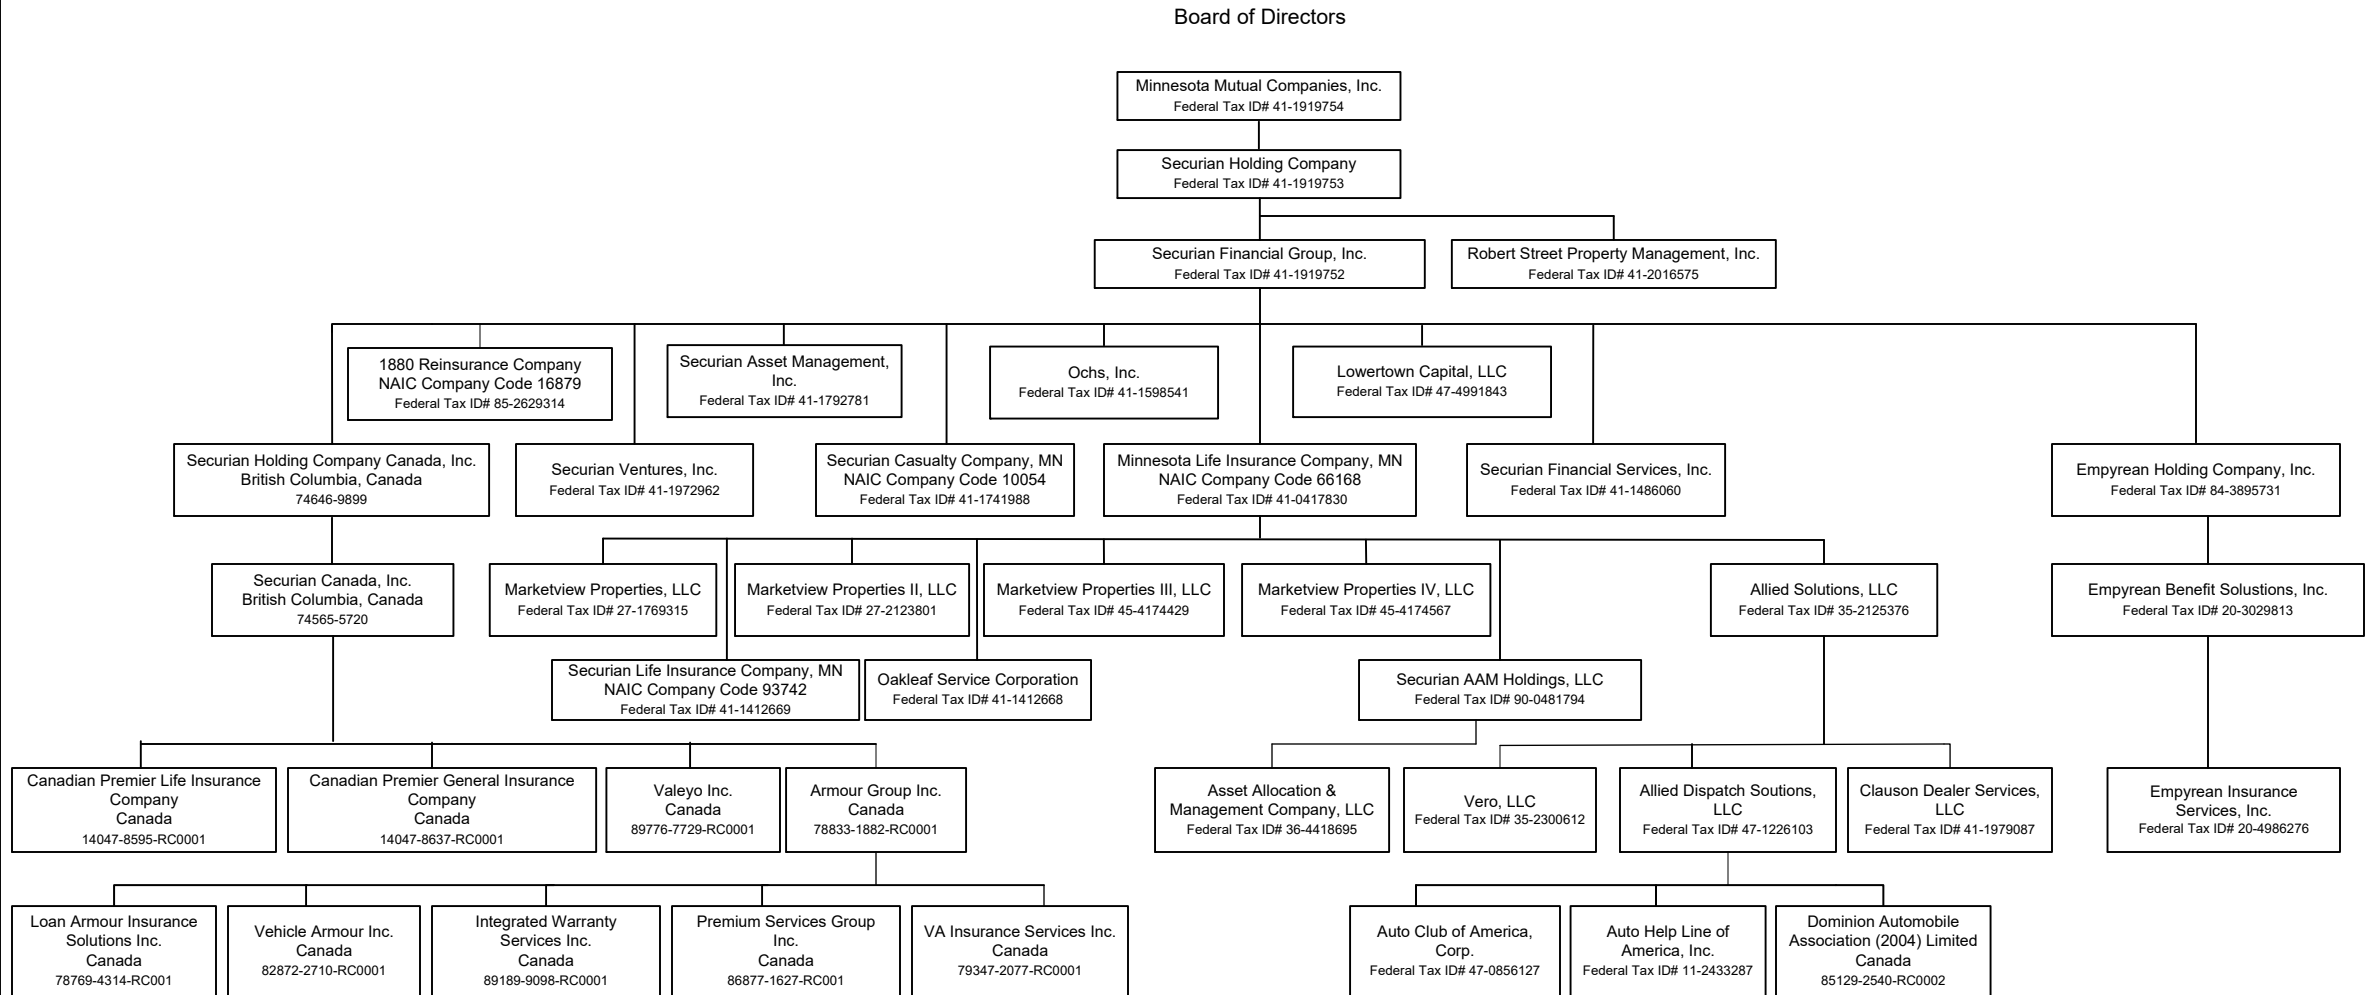 Board of Directors
Minnesota Mutual Companies, Inc.
Federal Tax ID# 41-1919754
Securian Holding Company
Federal Tax ID# 41-1919753
Securian Financial Group, Inc.
Federal Tax ID# 41-1919752
Robert Street Property Management, Inc.
Federal Tax ID# 41-2016575
1880 Reinsurance Company
NAIC Company Code 16879
Federal Tax ID# 85-2629314
Securian Asset Management,
Inc.
Federal Tax ID# 41-1792781
Ochs, Inc.
Federal Tax ID# 41-1598541
Lowertown Capital, LLC
Federal Tax ID# 47-4991843
Securian Holding Company Canada, Inc.
British Columbia, Canada
74646-9899
Securian Ventures, Inc.
Federal Tax ID# 41-1972962
Securian Casualty Company, MN
NAIC Company Code 10054
Federal Tax ID# 41-1741988
Minnesota Life Insurance Company, MN
NAIC Company Code 66168
Federal Tax ID# 41-0417830
Securian Financial Services, Inc.
Federal Tax ID# 41-1486060
Empyrean Holding Company, Inc.
Federal Tax ID# 84-3895731
Securian Canada, Inc.
British Columbia, Canada
74565-5720
Marketview Properties, LLC
Federal Tax ID# 27-1769315
Marketview Properties II, LLC
Federal Tax ID# 27-2123801
Marketview Properties III, LLC
Federal Tax ID# 45-4174429
Marketview Properties IV, LLC
Federal Tax ID# 45-4174567
Allied Solutions, LLC
Federal Tax ID# 35-2125376
Empyrean Benefit Solustions, Inc.
Federal Tax ID# 20-3029813
Securian Life Insurance Company, MN
NAIC Company Code 93742
Federal Tax ID# 41-1412669
Oakleaf Service Corporation
Federal Tax ID# 41-1412668
Securian AAM Holdings, LLC
Federal Tax ID# 90-0481794
Canadian Premier Life Insurance
Company
Canada
14047-8595-RC0001
Canadian Premier General Insurance
Company
Canada
14047-8637-RC0001
Valeyo Inc.
Canada
89776-7729-RC0001
Armour Group Inc.
Canada
78833-1882-RC0001
Asset Allocation &
Management Company, LLC
Federal Tax ID# 36-4418695
Vero, LLC
Federal Tax ID# 35-2300612
Allied Dispatch Soutions,
LLC
Federal Tax ID# 47-1226103
Clauson Dealer Services,
LLC
Federal Tax ID# 41-1979087
Empyrean Insurance
Services, Inc.
Federal Tax ID# 20-4986276
Loan Armour Insurance
Solutions Inc.
Canada
78769-4314-RC001
Vehicle Armour Inc.
Canada
82872-2710-RC0001
Integrated Warranty
Services Inc.
Canada
89189-9098-RC0001
Premium Services Group
Inc.
Canada
86877-1627-RC001
VA Insurance Services Inc.
Canada
79347-2077-RC0001
Auto Club of America,
Corp.
Federal Tax ID# 47-0856127
Auto Help Line of
America, Inc.
Federal Tax ID# 11-2433287
Dominion Automobile
Association (2004) Limited
Canada
85129-2540-RC0002